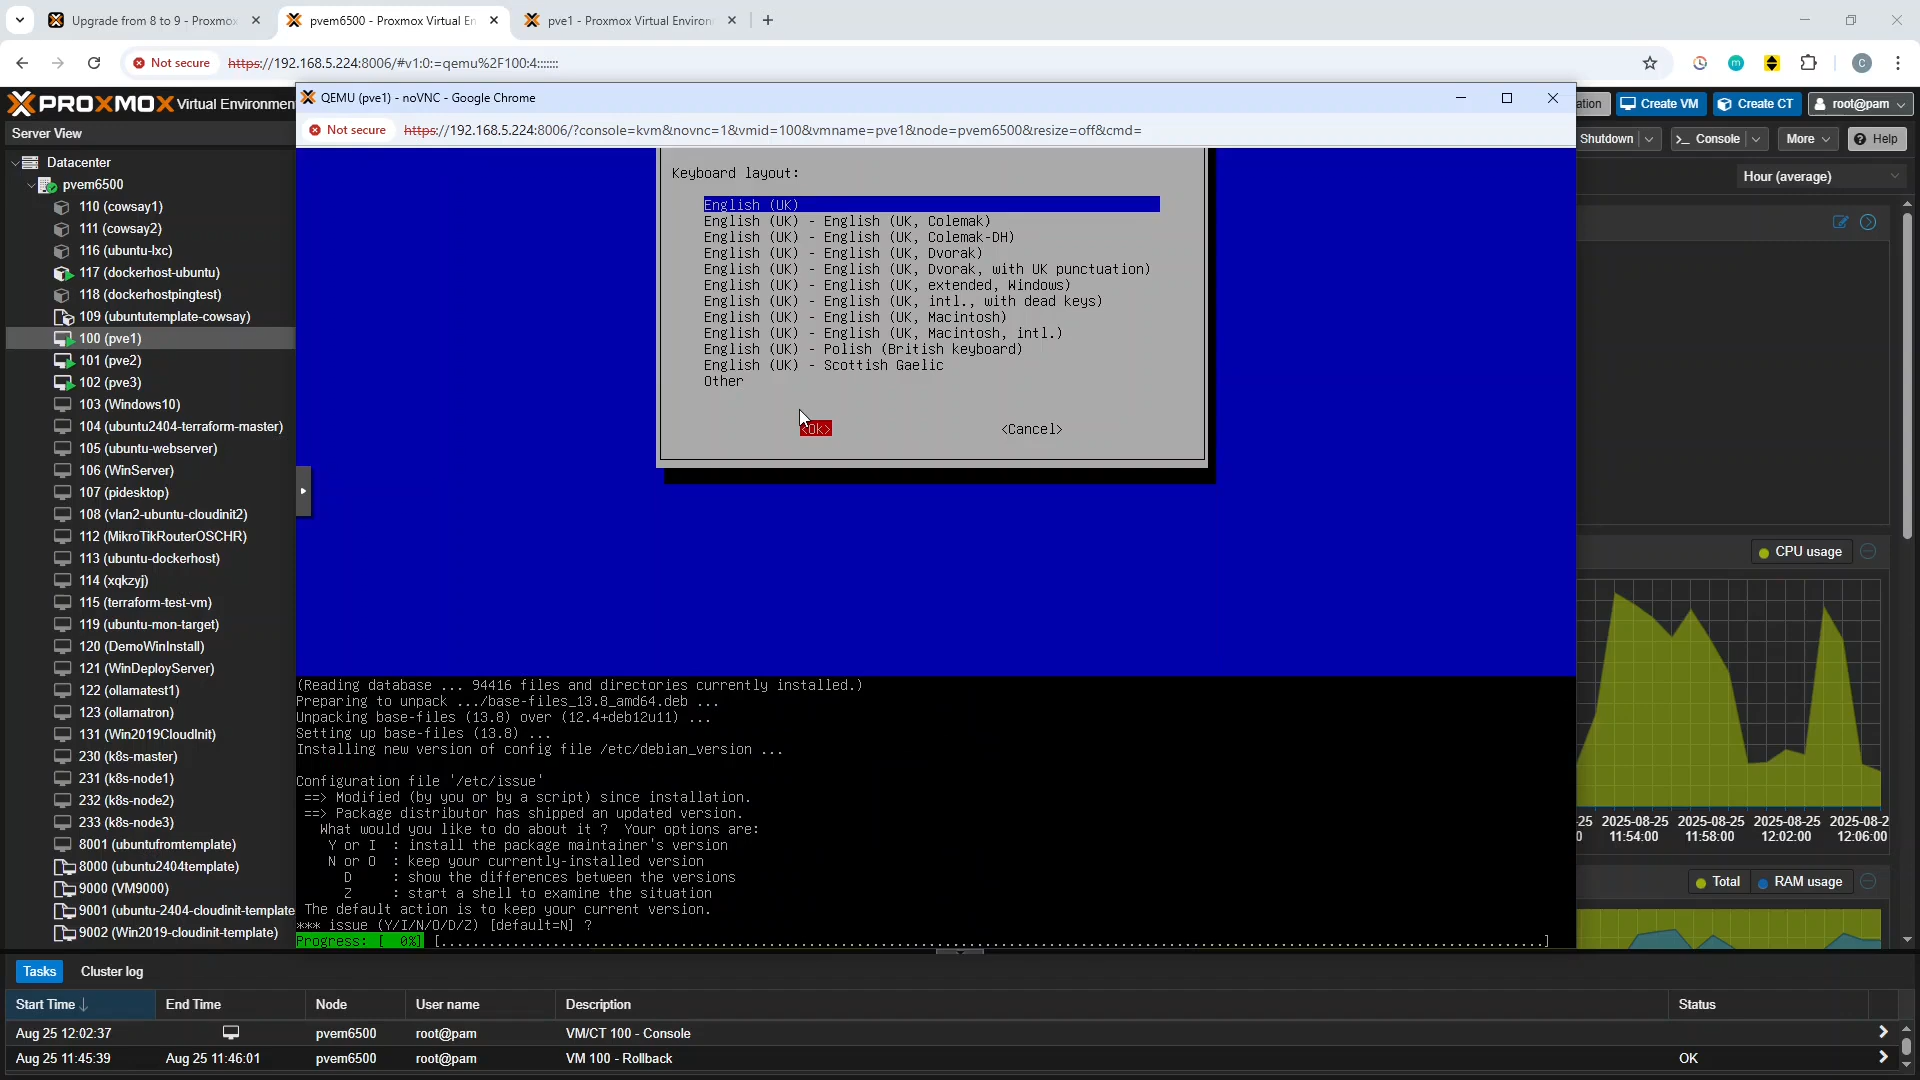 Upgrade from 8 to 9 - Proxmox
pvem6500 - Proxmox Virtual En
pve1 - Proxmox Virtual Environ
Not secure
https://192.168.5.224:8006/#v1:0:=qemu%2F100:4:::::::
PROXMOX Virtual Environmen
QEMU (pve1) - noVNC - Google Chrome
ation
Create VM
Create CT
root@pam
Server View
Not secure
https://192.168.5.224:8006/?console=kvm&novnc=1&vmid=100&vmname=pve1&node=pvem6500&resize=off&cmd=
Shutdown
Console
More
Help
Hour (average)
Datacenter
pvem6500
110 (cowsay1)
111 (cowsay2)
116 (ubuntu-lxc)
117 (dockerhost-ubuntu)
118 (dockerhostpingtest)
109 (ubuntutemplate-cowsay)
100 (pve1)
101 (pve2)
102 (pve3)
103 (Windows10)
104 (ubuntu2404-terraform-master)
105 (ubuntu-webserver)
106 (WinServer)
107 (pidesktop)
108 (vlan2-ubuntu-cloudinit2)
112 (MikroTikRouterOSCHR)
113 (ubuntu-dockerhost)
114 (xqkzyj)
115 (terraform-test-vm)
119 (ubuntu-mon-target)
120 (DemoWinInstall)
121 (WinDeployServer)
122 (ollamatest1)
123 (ollamatron)
131 (Win2019CloudInit)
230 (k8s-master)
231 (k8s-node1)
232 (k8s-node2)
233 (k8s-node3)
8001 (ubuntufromtemplate)
8000 (ubuntu2404template)
9000 (VM9000)
9001 (ubuntu-2404-cloudinit-template
9002 (Win2019-cloudinit-template)
Keyboard layout:
English (UK)
English (UK) - English (UK, Colemak)
English (UK) - English (UK, Colemak-DH)
English (UK) - English (UK, Dvorak)
English (UK) - English (UK, Dvorak, with UK punctuation)
English (UK) - English (UK, extended, Windows)
English (UK) - English (UK, intl., with dead keys)
English (UK) - English (UK, Macintosh)
English (UK) - English (UK, Macintosh, intl.)
English (UK) - Polish (British keyboard)
English (UK) - Scottish Gaelic
Other
<Ok>
<Cancel>
(Reading database ... 94416 files and directories currently installed.)
Preparing to unpack .../base-files_13.8_amd64.deb ...
Unpacking base-files (13.8) over (12.4+deb12u11) ...
Setting up base-files (13.8) ...
Installing new version of config file /etc/debian_version ...
Configuration file '/etc/issue'
==> Modified (by you or by a script) since installation.
==> Package distributor has shipped an updated version.
What would you like to do about it ? Your options are:
Y or I : install the package maintainer's version
N or O : keep your currently-installed version
D : show the differences between the versions
Z : start a shell to examine the situation
The default action is to keep your current version.
*** issue (Y/I/N/O/D/Z) [default=N] ?
Progress: [ 0%] [..........................................................................................................................................]
CPU usage
25 2025-08-25 2025-08-25 2025-08-25 2025-08-2
0 11:54:00 11:58:00 12:02:00 12:06:00
Total
RAM usage
Tasks
Cluster log
Start Time
End Time
Node
User name
Description
Status
Aug 25 12:02:37
pvem6500
root@pam
VM/CT 100 - Console
Aug 25 11:45:39
Aug 25 11:46:01
pvem6500
root@pam
VM 100 - Rollback
OK